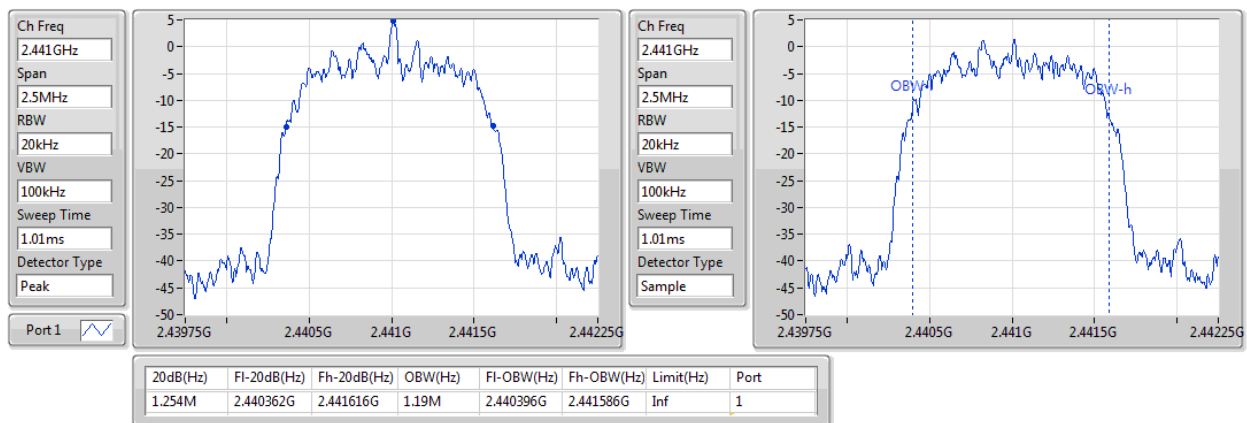 Ch Freq
2.441GHz
Span
2.5MHz
RBW
20kHz
VBW
100kHz
Sweep Time
1.01ms
Detector Type
Peak
Port 1
5
0
-5
-10
-15
-20
-25
-30
-35
-40
-45
-50
2.43975G 2.4405G 2.441G 2.4415G 2.44225G
Ch Freq
2.441GHz
Span
2.5MHz
RBW
20kHz
VBW
100kHz
Sweep Time
1.01ms
Detector Type
Sample
5
0
-5
-10
-15
-20
-25
-30
-35
-40
-45
-50
OBW
OBW-h
2.43975G 2.4405G 2.441G 2.4415G 2.44225G
20dB(Hz) Fl-20dB(Hz) Fh-20dB(Hz) OBW(Hz) Fl-OBW(Hz) Fh-OBW(Hz) Limit(Hz) Port
1.254M 2.440362G 2.441616G 1.19M 2.440396G 2.441586G Inf 1